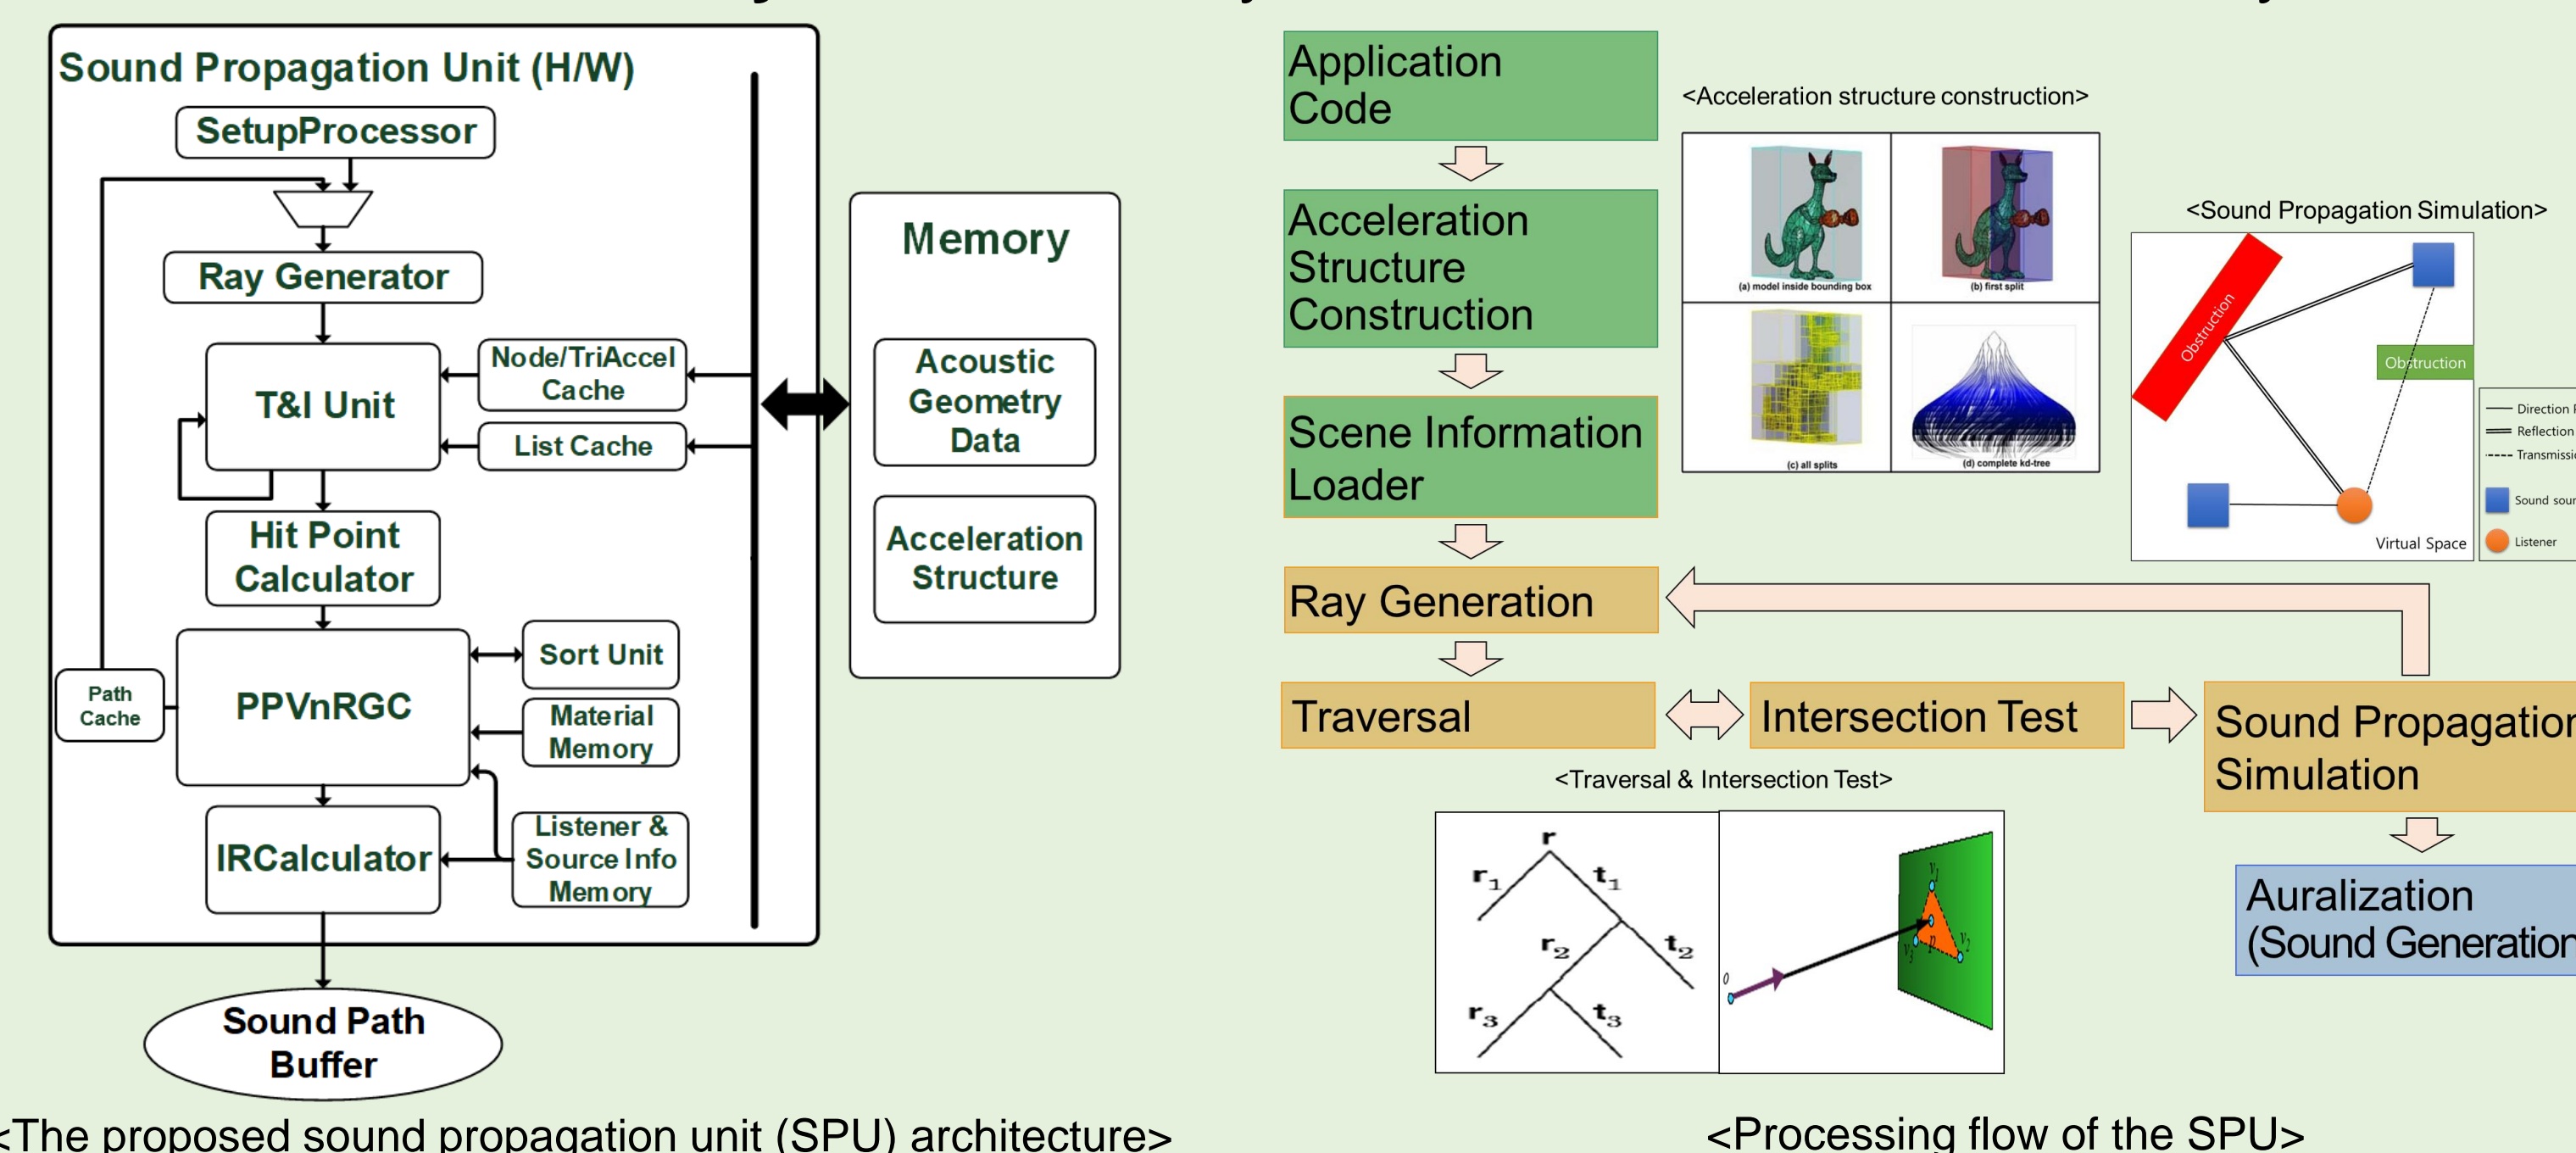 Sound Propagation Unit (H/W)
SetupProcessor
Ray Generator
T&I Unit
Node/TriAccel
Cache
List Cache
Hit Point
Calculator
PPVnRGC
Sort Unit
Material
Memory
Path
Cache
IRCalculator
Listener &
Source Info
Memory
Sound Path
Buffer
Memory
Acoustic
Geometry
Data
Acceleration
Structure
<The proposed sound propagation unit (SPU) architecture>
Application
Code
Acceleration
Structure
Construction
Scene Information
Loader
Ray Generation
Traversal
Intersection Test
Sound Propagation
Simulation
Auralization
(Sound Generation
<Acceleration structure construction>
(a) model inside bounding box
(b) first split
(c) all splits
(d) complete kd-tree
<Sound Propagation Simulation>
Obstruction
Obstruction
Virtual Space
Direction
Reflection
Sound
Listener
<Traversal & Intersection Test>
r
r1
t1
r2
t2
r3
t3
o
v1
v2
v3
<Processing flow of the SPU>